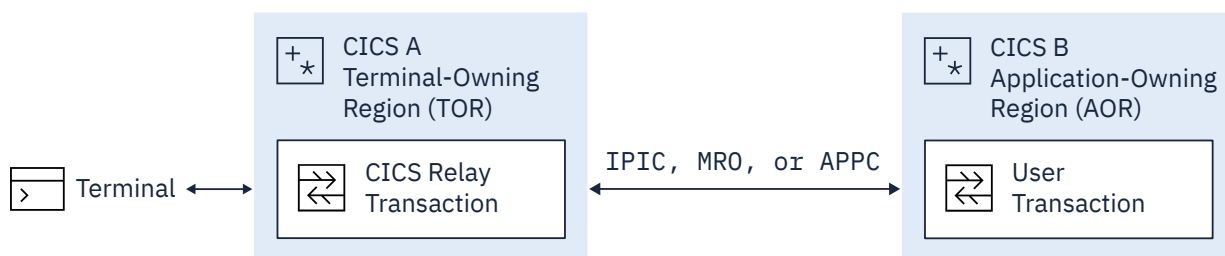 CICS A
Terminal-Owning
Region (TOR)
CICS Relay
Transaction
Terminal
IPIC, MRO, or APPC
CICS B
Application-Owning
Region (AOR)
User
Transaction